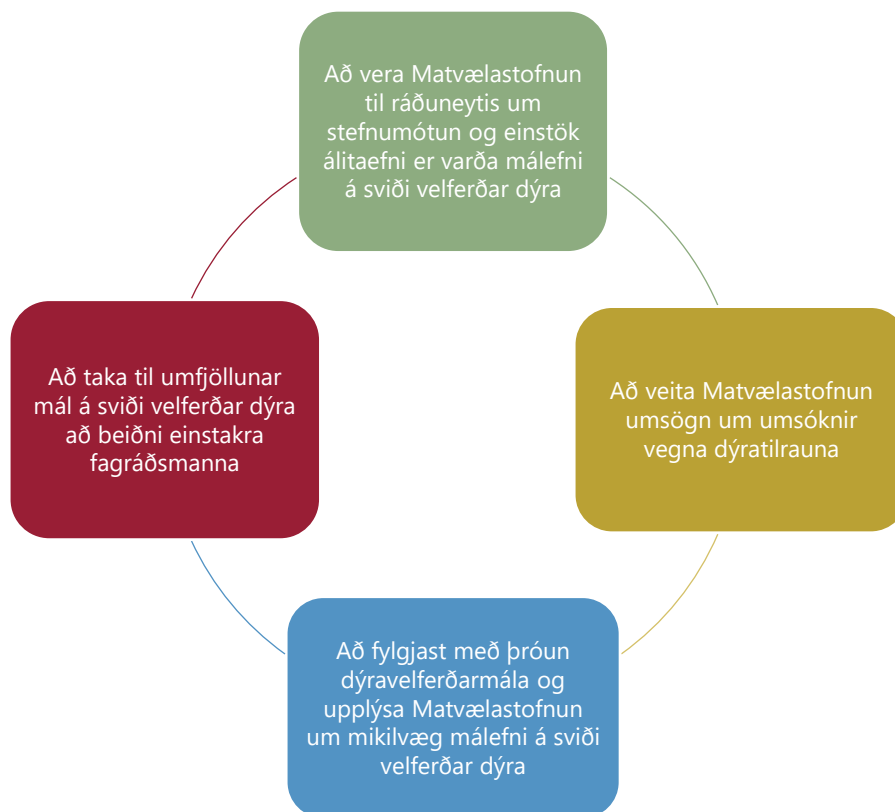 Að vera Matvælastofnun
til ráðuneytis um
stefnumótun og einstök
álitaefni er varða málefni
á sviði velferðar dýra
Að veita Matvælastofnun
umsögn um umsóknir
vegna dýratilrauna
Að fylgjast með þróun
dýravelferðarmála og
upplýsa Matvælastofnun
um mikilvæg málefni á sviði
velferðar dýra
Að taka til umfjöllunar
mál á sviði velferðar dýra
að beiðni einstakra
fagráðsmanna